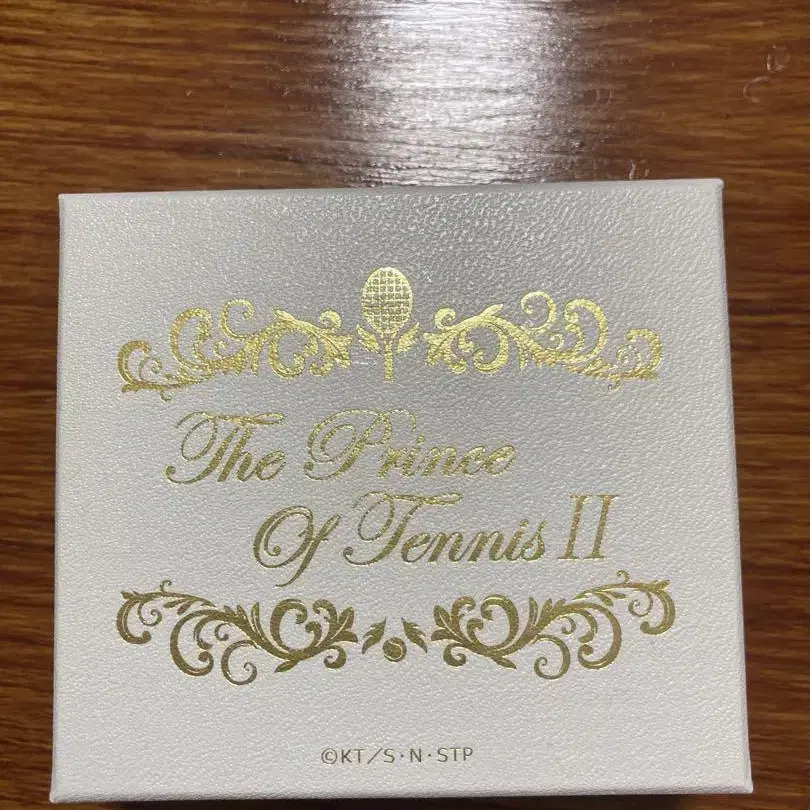 The Prince
Of Tennis II
©KT/S·N·STP